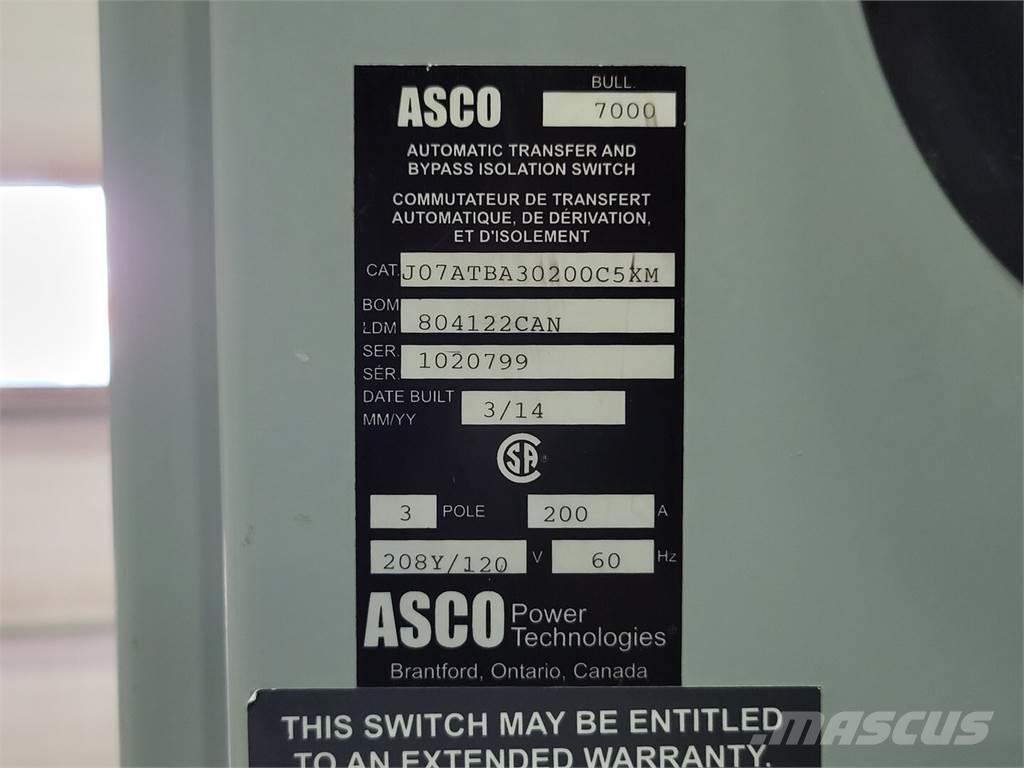 ASCO
BULL.
7000
AUTOMATIC TRANSFER AND
BYPASS ISOLATION SWITCH
COMMUTATEUR DE TRANSFERT
AUTOMATIQUE, DE DÉRIVATION,
ET D'ISOLEMENT
CAT. J07ATBA30200C5XM
BOM
LDM 804122CAN
SER.
SÉR. 1020799
DATE BUILT
MM/YY 3/14
CSA
3 POLE 200 A
208Y/120 V 60 Hz
ASCO Power
Technologies®
Brantford, Ontario, Canada
THIS SWITCH MAY BE ENTITLED
TO AN EXTENDED WARRANTY.
MASCUS